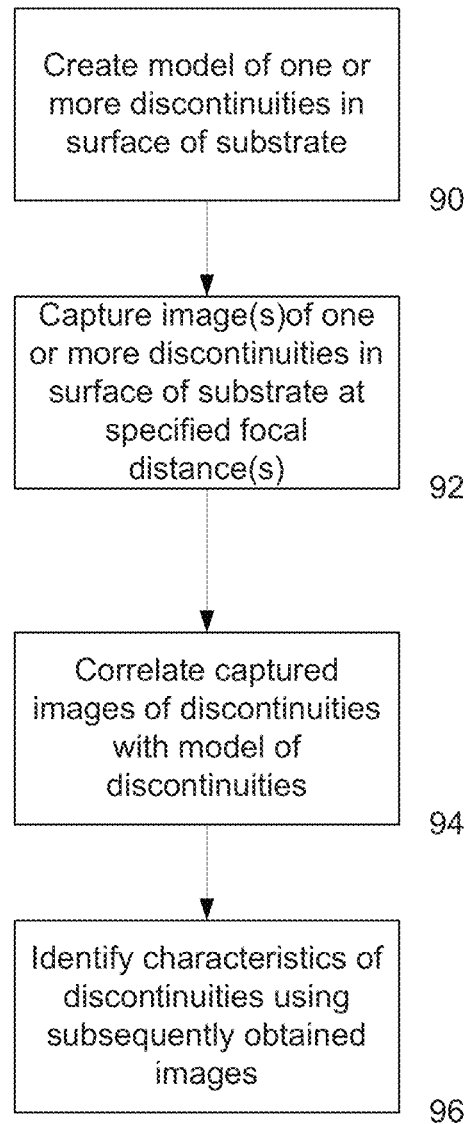 Create model of one or
more discontinuities in
surface of substrate
90
Capture image(s)of one
or more discontinuities in
surface of substrate at
specified focal
distance(s)
92
Correlate captured
images of discontinuities
with model of
discontinuities
94
Identify characteristics of
discontinuities using
subsequently obtained
images
96